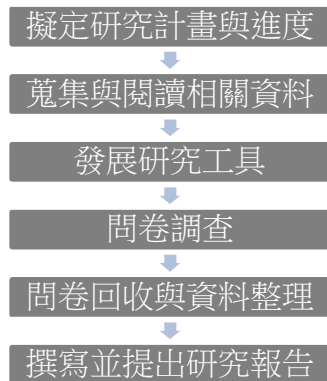 擬定研究計畫與進度
蒐集與閱讀相關資料
發展研究工具
問卷調查
問卷回收與資料整理
撰寫並提出研究報告